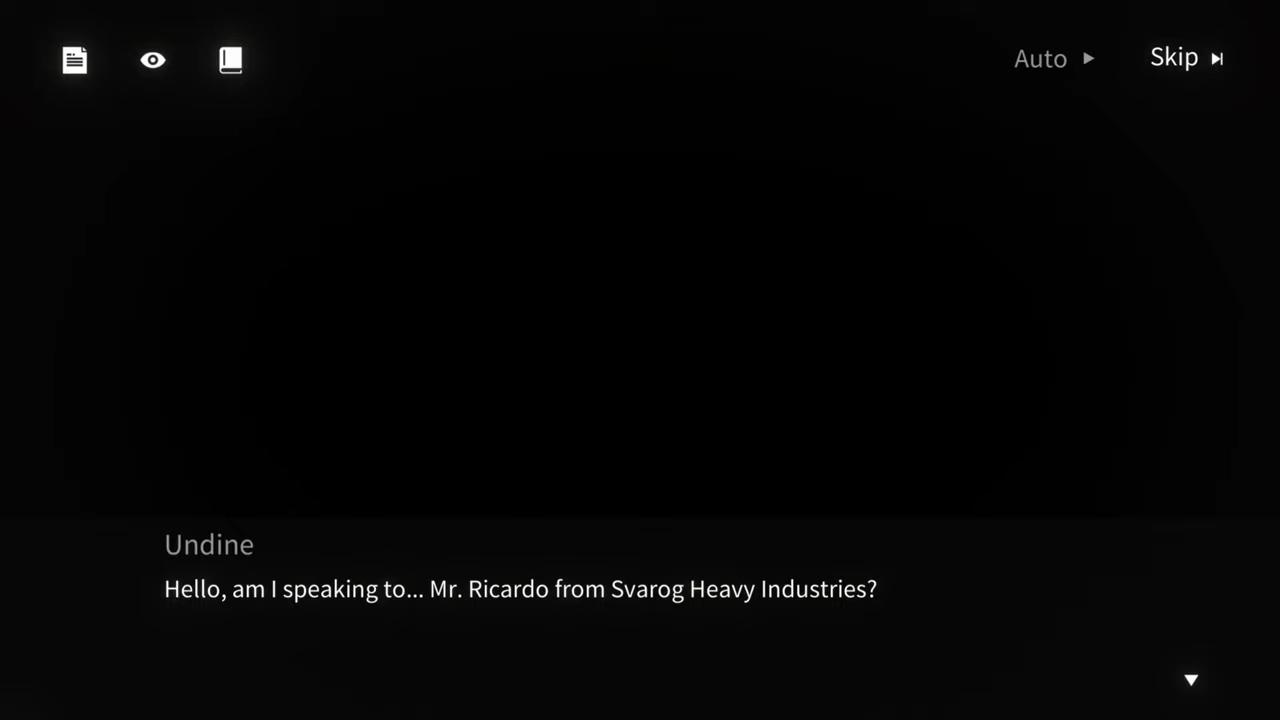 Auto
Skip
Undine
Hello, am I speaking to... Mr. Ricardo from Svarog Heavy Industries?